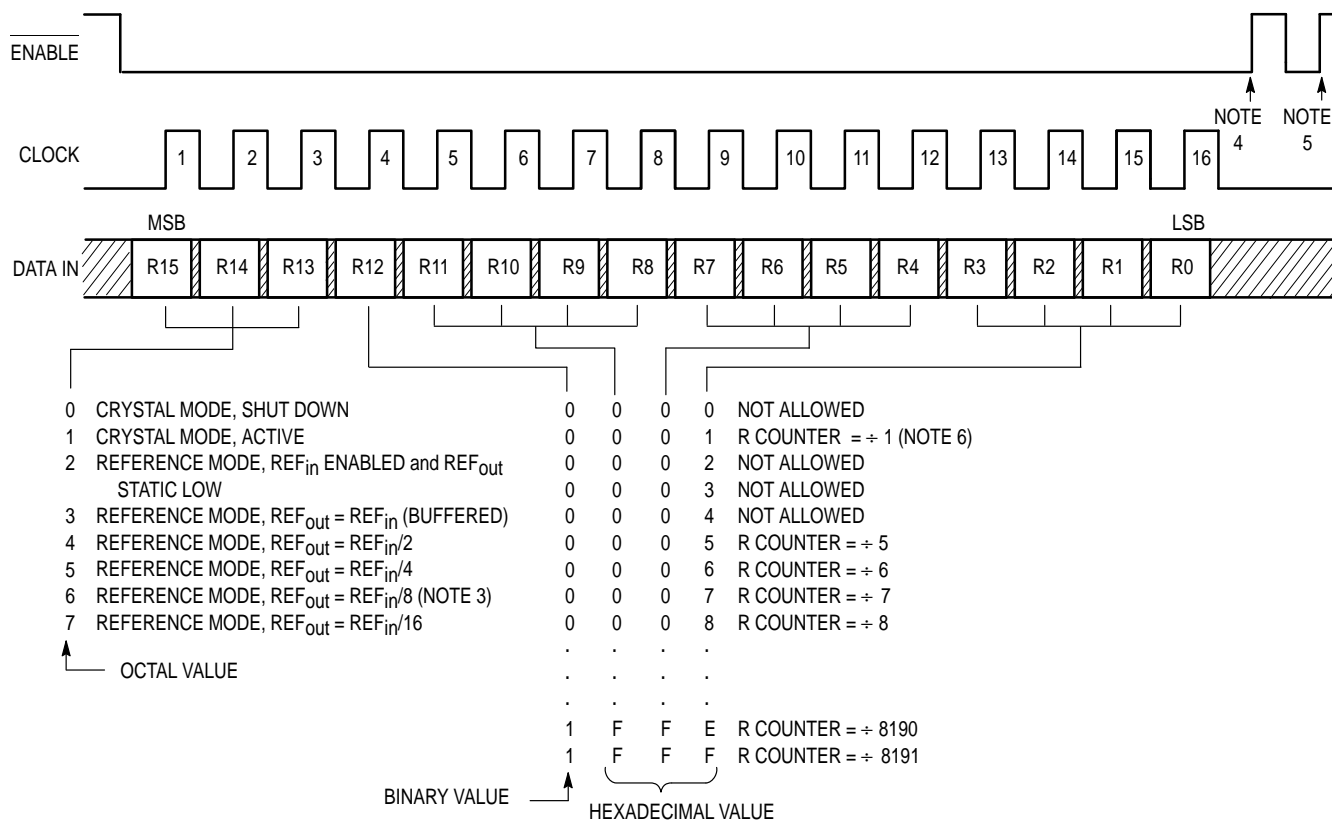 ENABLE
NOTE 4
NOTE 5
CLOCK
1 2 3 4 5 6 7 8 9 10 11 12 13 14 15 16
MSB
LSB
DATA IN
R15 R14 R13 R12 R11 R10 R9 R8 R7 R6 R5 R4 R3 R2 R1 R0
0 CRYSTAL MODE, SHUT DOWN
1 CRYSTAL MODE, ACTIVE
2 REFERENCE MODE, REFin ENABLED and REFout
STATIC LOW
3 REFERENCE MODE, REFout = REFin (BUFFERED)
4 REFERENCE MODE, REFout = REFin/2
5 REFERENCE MODE, REFout = REFin/4
6 REFERENCE MODE, REFout = REFin/8 (NOTE 3)
7 REFERENCE MODE, REFout = REFin/16
OCTAL VALUE
0 0 0 0 NOT ALLOWED
0 0 0 1 R COUNTER = ÷ 1 (NOTE 6)
0 0 0 2 NOT ALLOWED
0 0 0 3 NOT ALLOWED
0 0 0 4 NOT ALLOWED
0 0 0 5 R COUNTER = ÷ 5
0 0 0 6 R COUNTER = ÷ 6
0 0 0 7 R COUNTER = ÷ 7
0 0 0 8 R COUNTER = ÷ 8
. . . .
. . . .
. . . .
1 F F E R COUNTER = ÷ 8190
1 F F F R COUNTER = ÷ 8191
BINARY VALUE
HEXADECIMAL VALUE